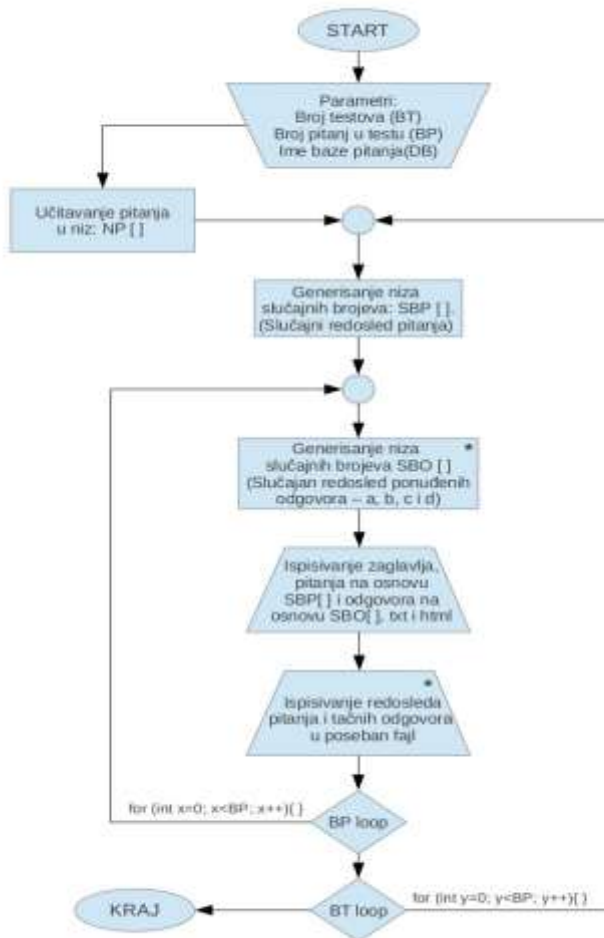 START
Parametri:
Broj testova (BT)
Broj pitanj u testu (BP)
Ime baze pitanja(DB)
Učitavanje pitanja
u niz: NP [ ]
Generisanje niza
slučajnih brojeva: SBP [ ].
(Slučajni redosled pitanja)
*
Generisanje niza
slučajnih brojeva SBO [ ]
(Slučajan redosled ponuđenih
odgovora – a, b, c i d)
Ispisivanje zaglavlja,
pitanja na osnovu
SBP[ ] i odgovora na
osnovu SBO[ ], txt i html
*
Ispisivanje redosleda
pitanja i tačnih odgovora
u poseban fajl
for (int x=0; x<BP; x++){ }
BP loop
for (int y=0; y<BP; y++){ }
BT loop
KRAJ